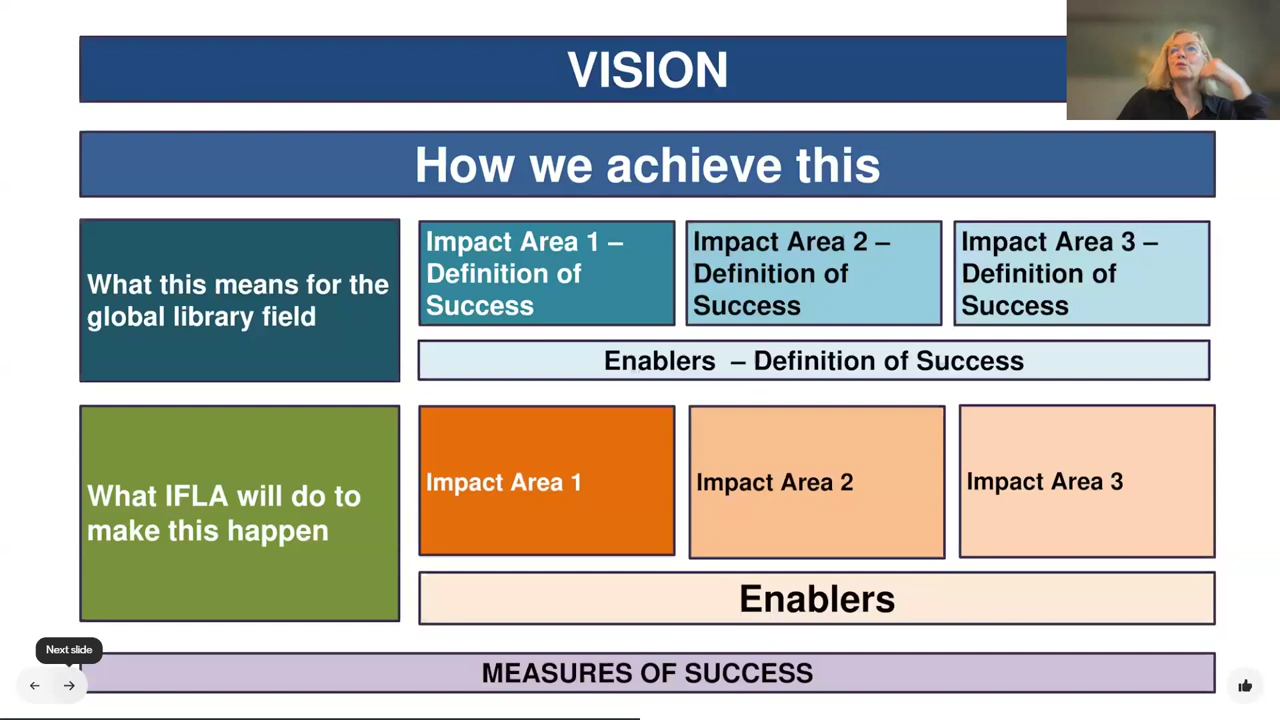 VISION
How we achieve this
What this means for the
global library field
Impact Area 1 –
Definition of
Success
Impact Area 2 –
Definition of
Success
Impact Area 3 –
Definition of
Success
Enablers – Definition of Success
What IFLA will do to
make this happen
Impact Area 1
Impact Area 2
Impact Area 3
Enablers
Next slide
MEASURES OF SUCCESS